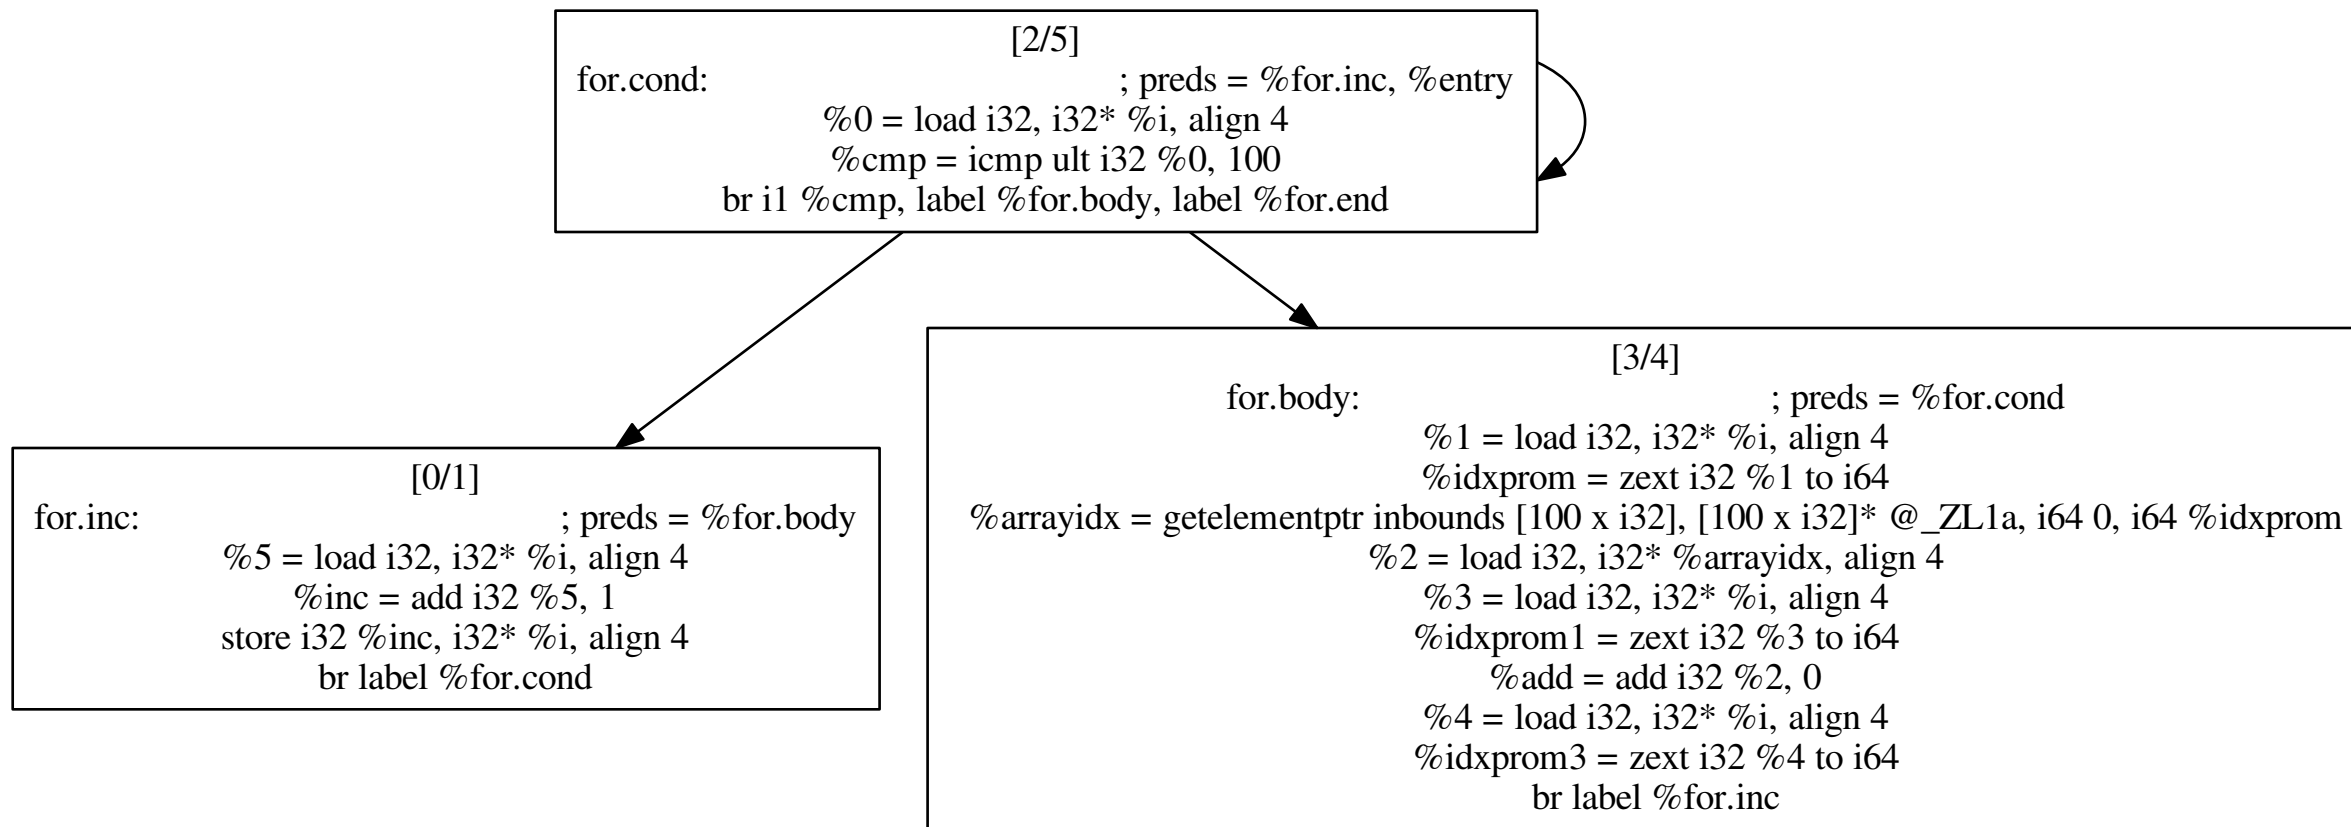 [2/5]
for.cond: ; preds = %for.inc, %entry
%0 = load i32, i32* %i, align 4
%cmp = icmp ult i32 %0, 100
br i1 %cmp, label %for.body, label %for.end
[0/1]
for.inc: ; preds = %for.body
%5 = load i32, i32* %i, align 4
%inc = add i32 %5, 1
store i32 %inc, i32* %i, align 4
br label %for.cond
[3/4]
for.body: ; preds = %for.cond
%1 = load i32, i32* %i, align 4
%idxprom = zext i32 %1 to i64
%arrayidx = getelementptr inbounds [100 x i32], [100 x i32]* @_ZL1a, i64 0, i64 %idxprom
%2 = load i32, i32* %arrayidx, align 4
%3 = load i32, i32* %i, align 4
%idxprom1 = zext i32 %3 to i64
%add = add i32 %2, 0
%4 = load i32, i32* %i, align 4
%idxprom3 = zext i32 %4 to i64
br label %for.inc